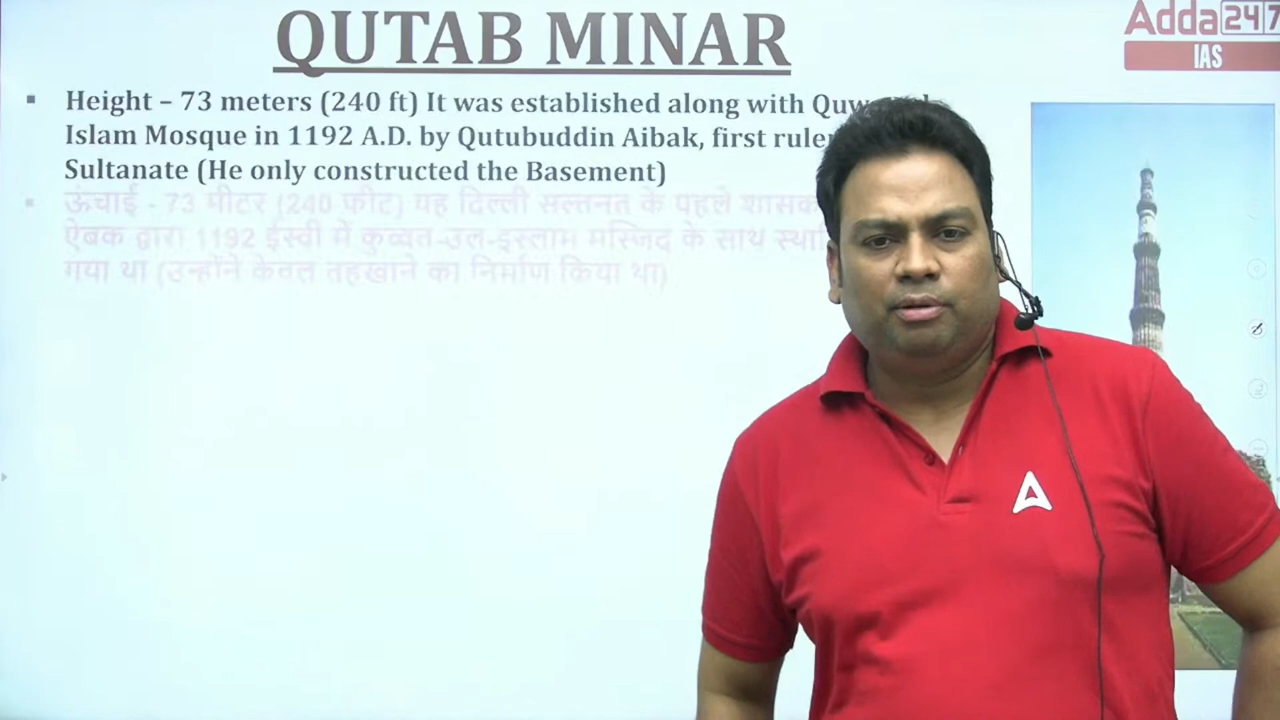 QUTAB MINAR
Adda247
IAS
Height – 73 meters (240 ft) It was established along with
Islam Mosque in 1192 A.D. by Qutubuddin Aibak, first
Sultanate (He only constructed the Basement)
ऊंचाई - 73 मीटर (240 फीट) यह दिल्ली सल्तनत के पहले
ऐबक द्वारा 1192 ईस्वी में कुव्वत-उल-इस्लाम मस्जिद के साथ
गया था (उन्होंने केवल तहखाने का निर्माण किया था)